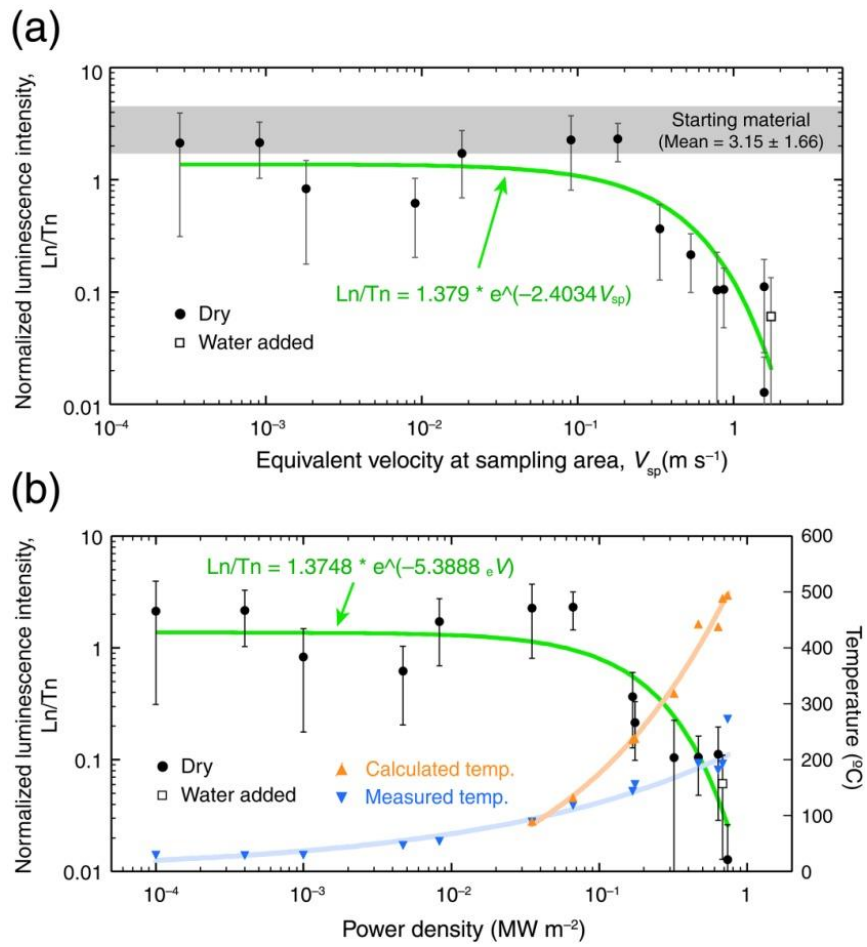 (a)
Normalized luminescence intensity,
Ln/Tn
10
1
0.1
0.01
Starting material
(Mean = 3.15 ± 1.66)
Ln/Tn = 1.379 * e^(−2.4034Vsp)
Dry
Water added
10⁻⁴ 10⁻³ 10⁻² 10⁻¹ 1
Equivalent velocity at sampling area, Vsp(m s⁻¹)
(b)
Normalized luminescence intensity,
Ln/Tn
10
1
0.1
0.01
Ln/Tn = 1.3748 * e^(−5.3888 eV)
Dry
Water added
Calculated temp.
Measured temp.
600
500
400
300
200
100
0
Temperature (ºC)
10⁻⁴ 10⁻³ 10⁻² 10⁻¹ 1
Power density (MW m⁻²)